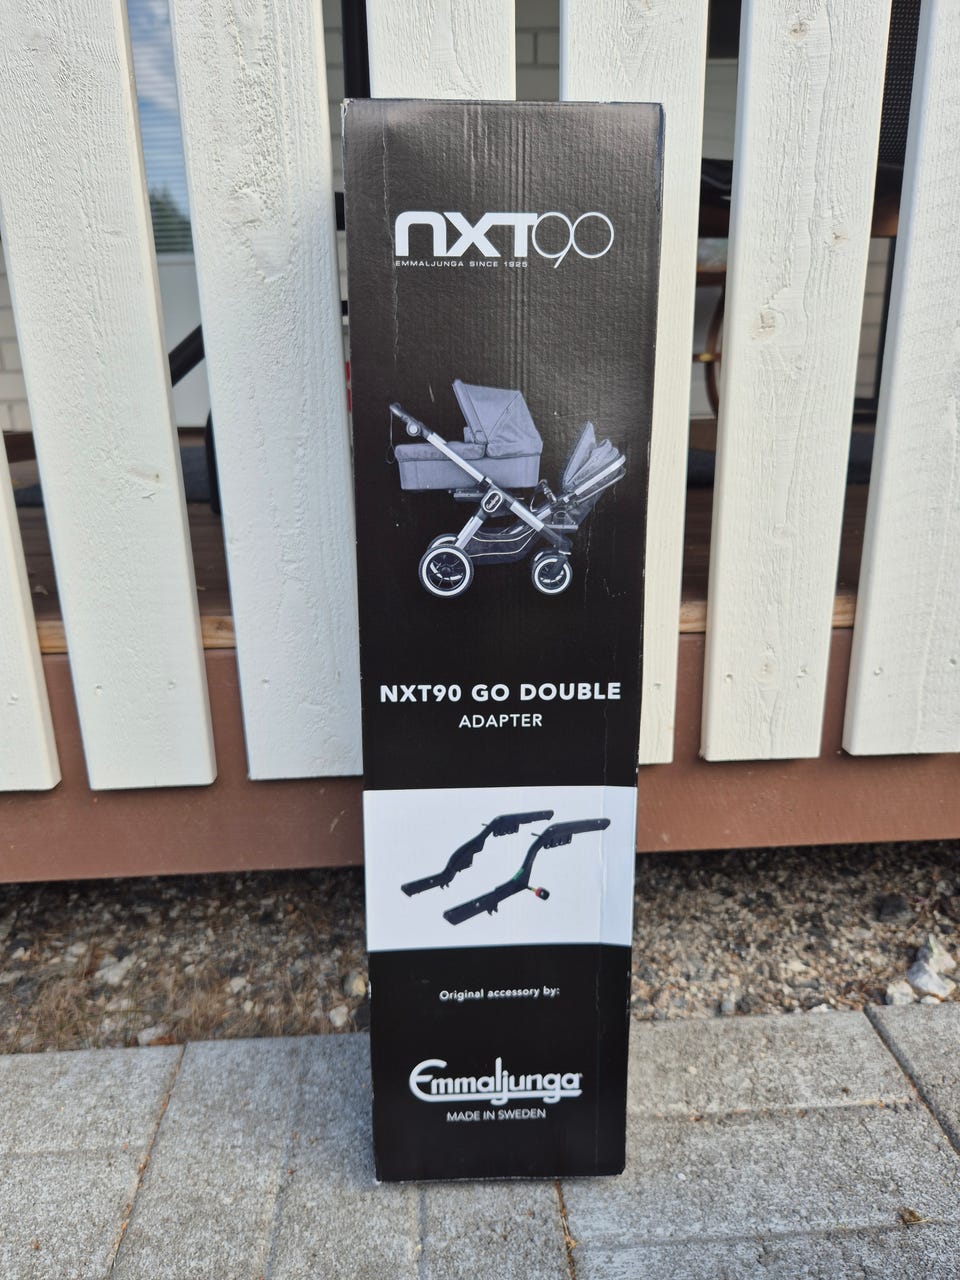 NXT90
EMMALJUNGA SINCE 1925
NXT90 GO DOUBLE
ADAPTER
Original accessory by:
Emmaljunga
MADE IN SWEDEN